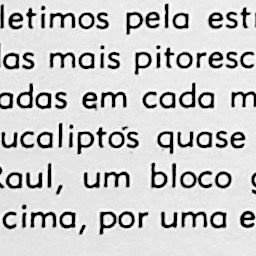 letimos pela estr
las mais pitoresc
adas em cada m
ucaliptos quase
Raul, um bloco g
cima, por uma e